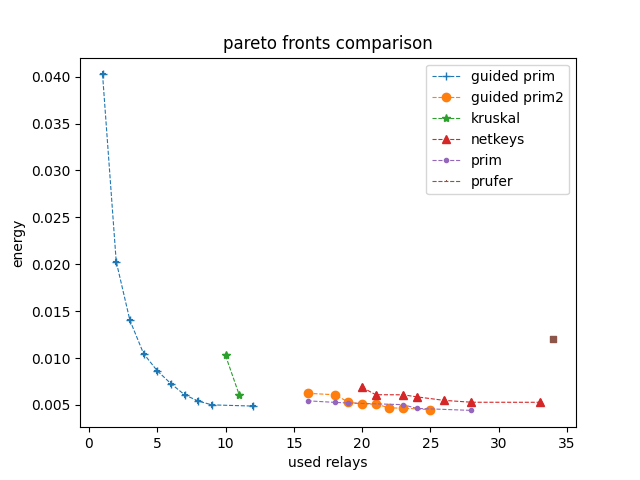 pareto fronts comparison
0.040
0.035
0.030
0.025
0.020
0.015
0.010
0.005
energy
guided prim
guided prim2
kruskal
netkeys
prim
prufer
0 5 10 15 20 25 30 35
used relays